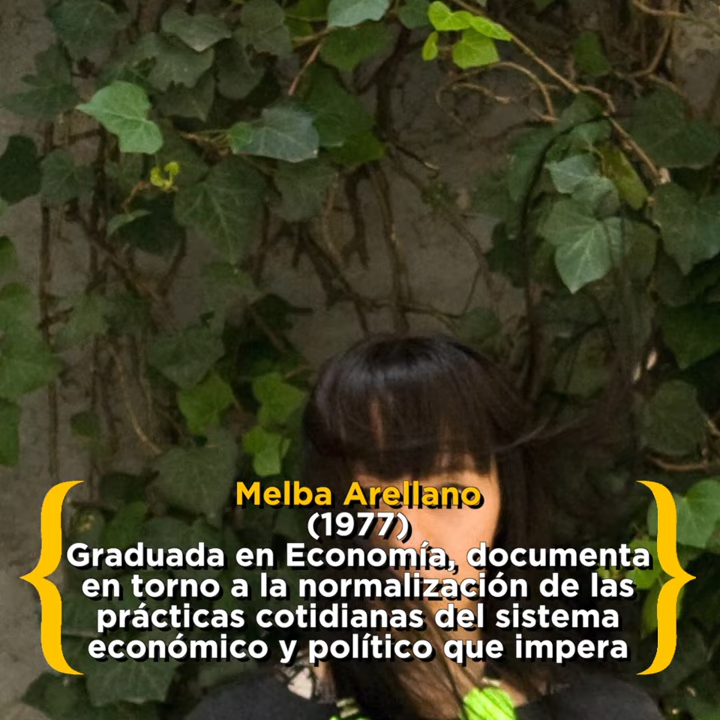 Melba Arellano
(1977)
Graduada en Economía, documenta
en torno a la normalización de las
prácticas cotidianas del sistema
económico y político que impera